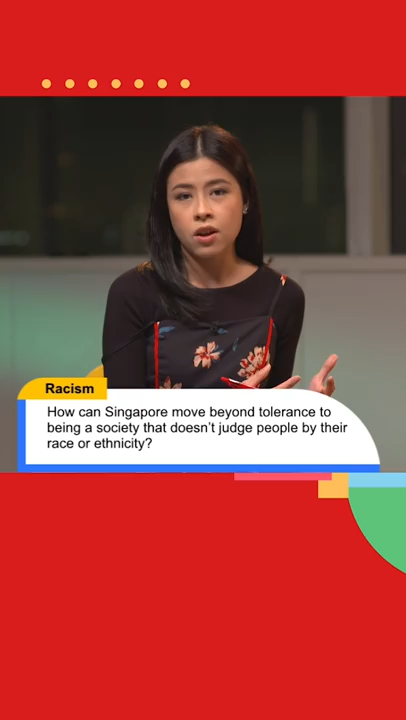 Racism
How can Singapore move beyond tolerance to
being a society that doesn't judge people by their
race or ethnicity?